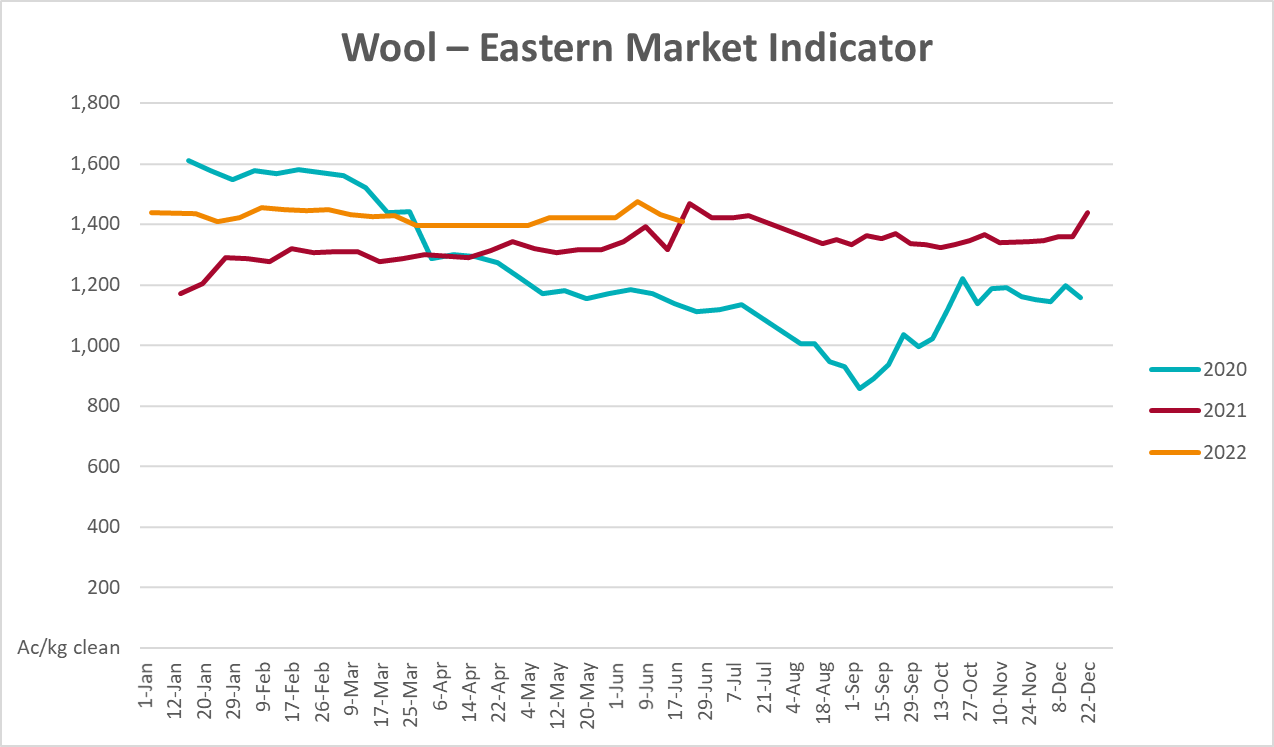 Wool – Eastern Market Indicator
1,800
1,600
1,400
1,200
1,000
800
600
400
200
Ac/kg clean
1-Jan
12-Jan
20-Jan
29-Jan
9-Feb
17-Feb
26-Feb
9-Mar
25-Mar
6-Apr
14-Apr
22-Apr
4-May
12-May
20-May
1-Jun
9-Jun
17-Jun
29-Jun
7-Jul
21-Jul
4-Aug
18-Aug
1-Sep
15-Sep
29-Sep
13-Oct
27-Oct
10-Nov
24-Nov
8-Dec
22-Dec
2020
2021
2022